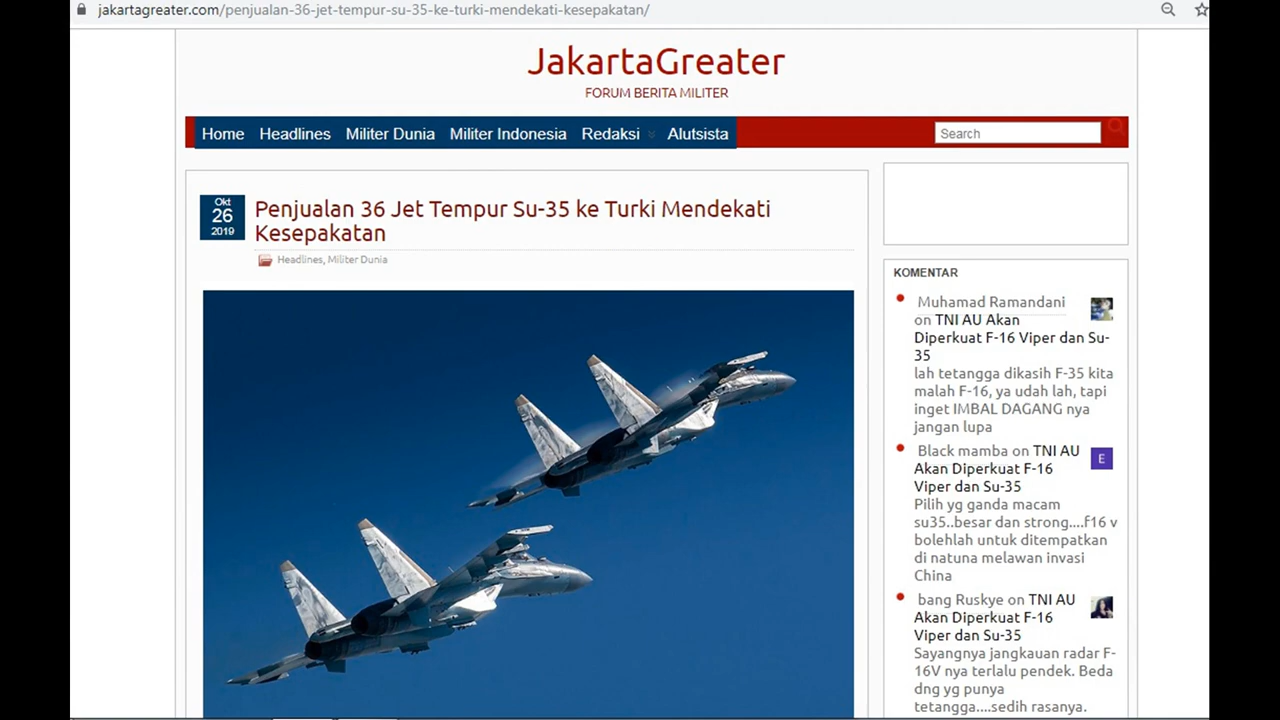 jakartagreater.com/penjualan-36-jet-tempur-su-35-ke-turki-mendekati-kesepakatan/
JakartaGreater
FORUM BERITA MILITER
Home Headlines Militer Dunia Militer Indonesia Redaksi Alutsista
Search
Okt
26
2019
Penjualan 36 Jet Tempur Su-35 ke Turki Mendekati
Kesepakatan
Headlines, Militer Dunia
KOMENTAR
Muhamad Ramandani
on TNI AU Akan
Diperkuat F-16 Viper dan Su-
35
lah tetangga dikasih F-35 kita
malah F-16, ya udah lah, tapi
inget IMBAL DAGANG nya
jangan lupa
Black mamba on TNI AU
Akan Diperkuat F-16
Viper dan Su-35
E
Pilih yg ganda macam
su35..besar dan strong....f16 v
bolehlah untuk ditempatkan
di natuna melawan invasi
China
bang Ruskye on TNI AU
Akan Diperkuat F-16
Viper dan Su-35
Sayangnya jangkauan radar F-
16V nya terlalu pendek. Beda
dng yg punya
tetangga....sedih rasanya.